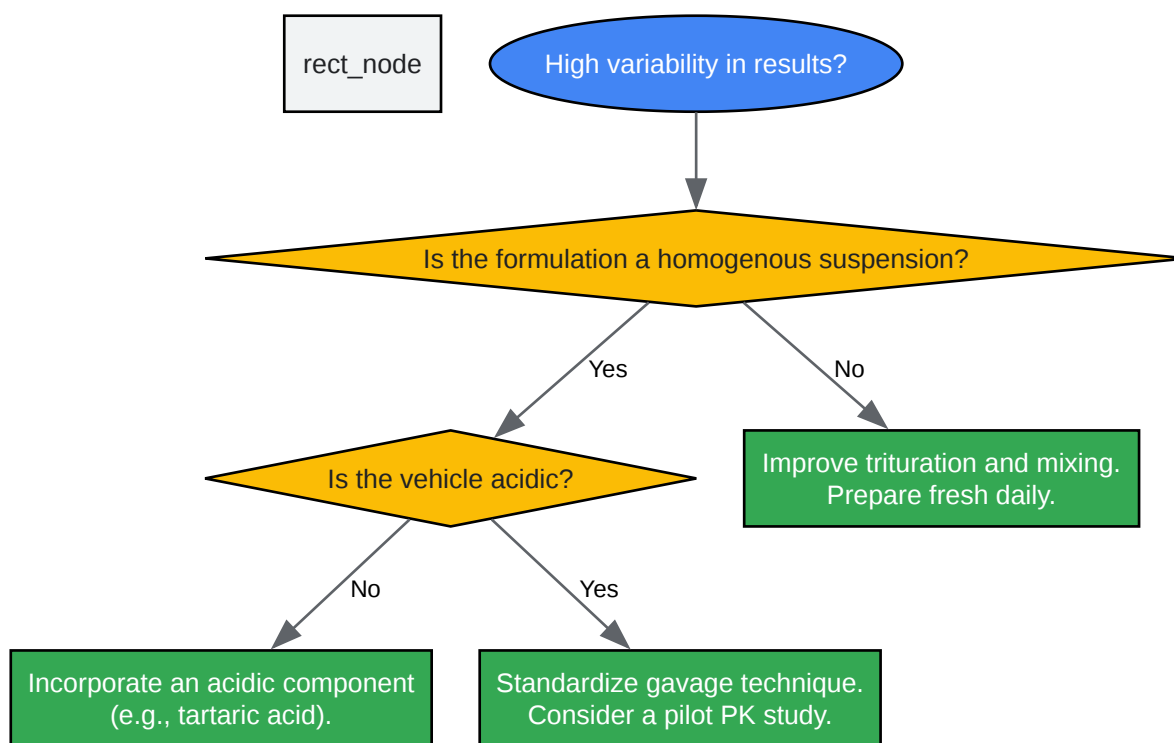 rect_node
High variability in results?
Is the formulation a homogenous suspension?
Yes
No
Is the vehicle acidic?
Improve trituration and mixing.
Prepare fresh daily.
No
Yes
Incorporate an acidic component
(e.g., tartaric acid).
Standardize gavage technique.
Consider a pilot PK study.